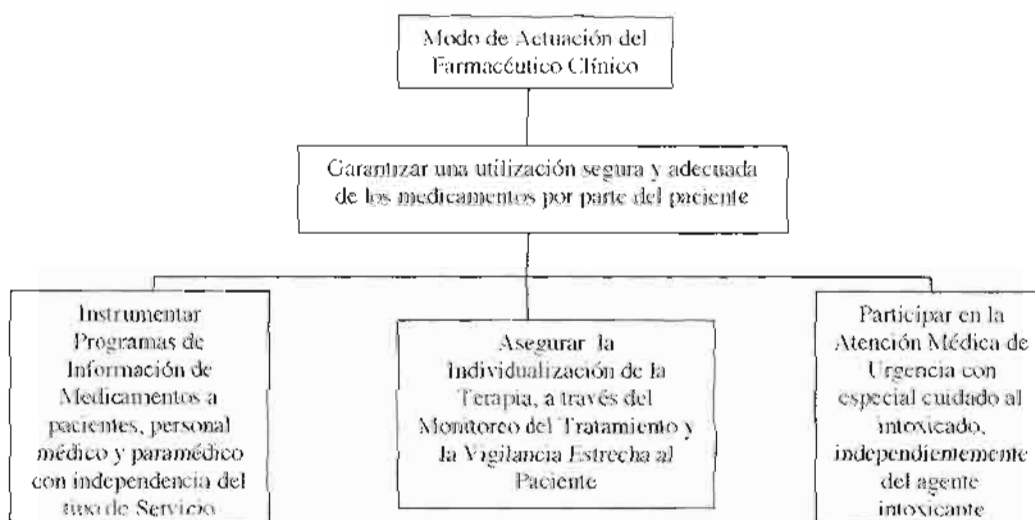 Modo de Actuación del
Farmacéutico Clínico
Garantizar una utilización segura y adecuada
de los medicamentos por parte del paciente
Instrumentar
Programas de
Información de
Medicamentos a
pacientes, personal
médico y paramédico
con independencia del
tipo de Servicio
Asegurar la
Individualización de la
Terapia, a través del
Monitoreo del Tratamiento y
la Vigilancia Estrecha al
Paciente
Participar en la
Atención Médica de
Urgencia con
especial cuidado al
intoxicado,
independientemente
del agente
intoxicante